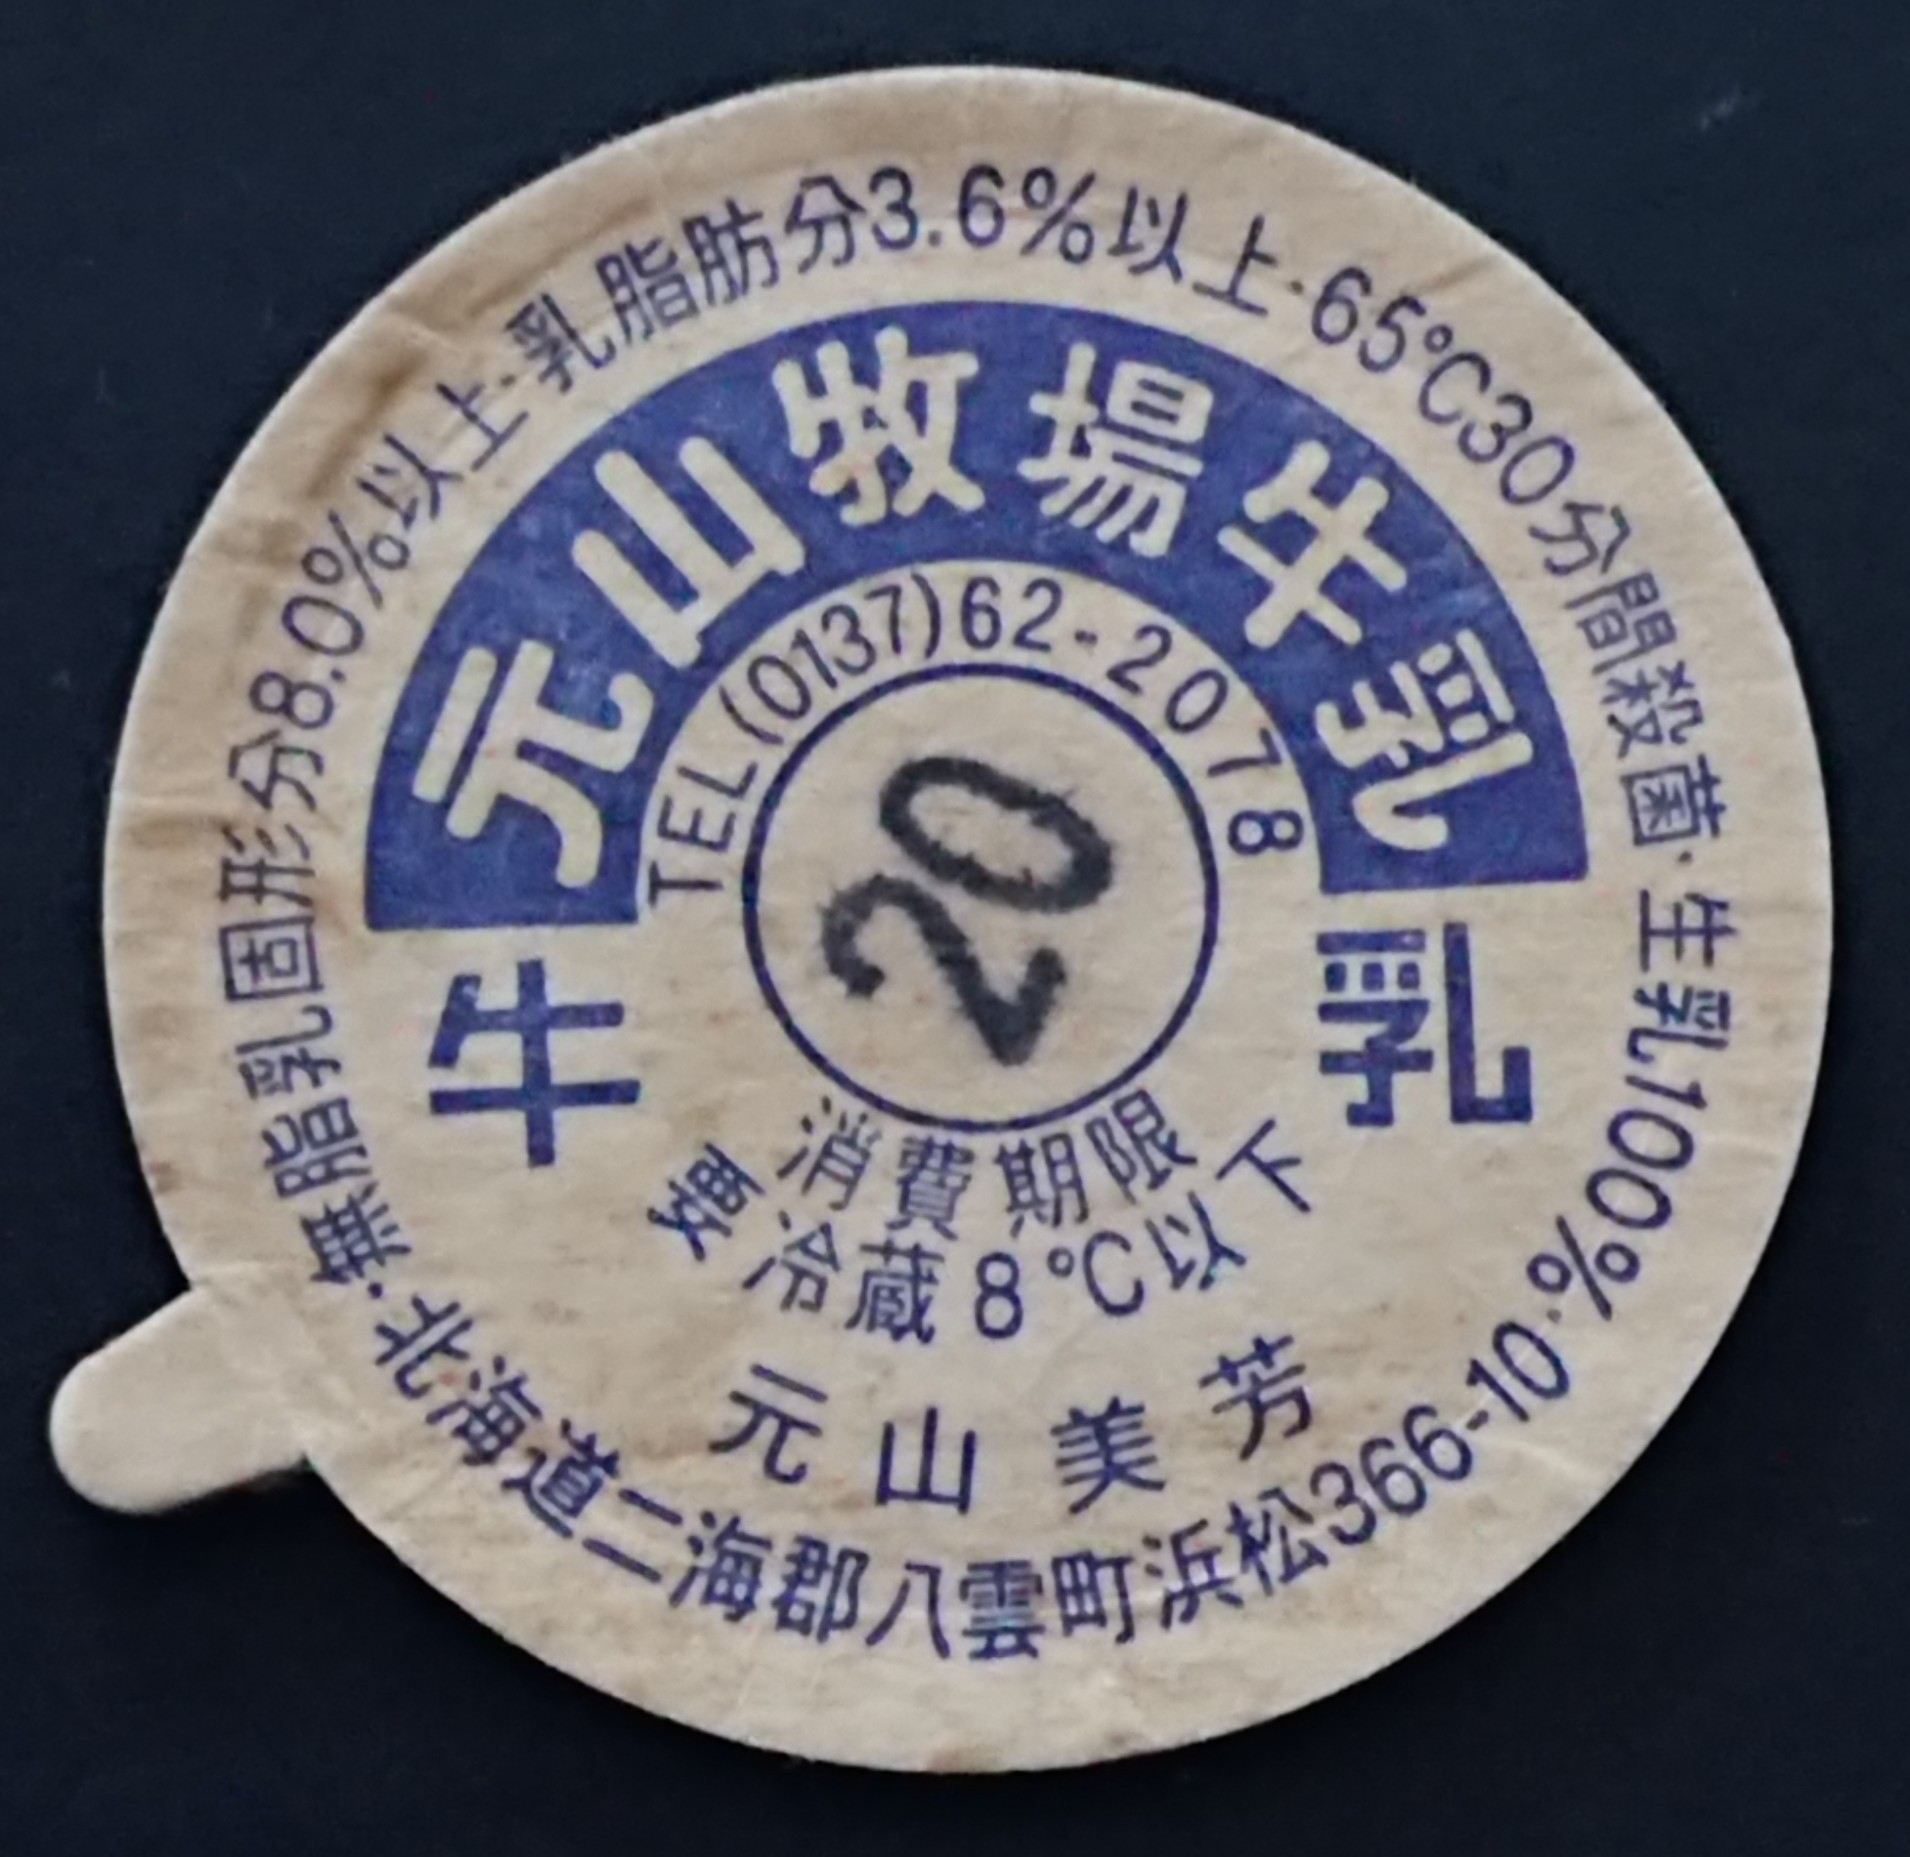 無脂乳固形分8.0%以上・乳脂肪分3.6%以上・65℃30分間殺菌・生乳100%
元山牧場牛乳
TEL(0137)62-2078
20
牛乳
消費期限
要冷蔵8℃以下
元山美芳
北海道二海郡八雲町浜松366-10